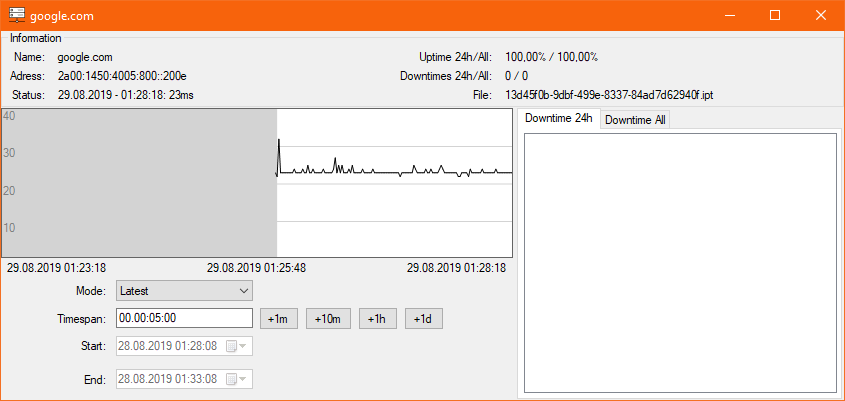 google.com
Information
Name: google.com
Uptime 24h/All: 100,00% / 100,00%
Adress: 2a00:1450:4005:800::200e
Downtimes 24h/All: 0 / 0
Status: 29.08.2019 - 01:28:18: 23ms
File: 13d45f0b-9dbf-499e-8337-84ad7d62940f.ipt
40
30
20
10
29.08.2019 01:23:18 29.08.2019 01:25:48 29.08.2019 01:28:18
Mode: Latest
Timespan: 00.00:05:00 +1m +10m +1h +1d
Start: 28.08.2019 01:28:08
End: 28.08.2019 01:33:08
Downtime 24h Downtime All